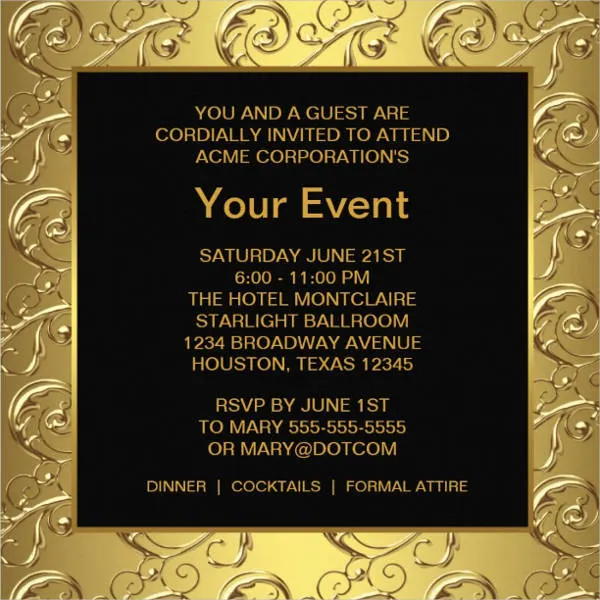 YOU AND A GUEST ARE
CORDIALLY INVITED TO ATTEND
ACME CORPORATION'S
Your Event
SATURDAY JUNE 21ST
6:00 - 11:00 PM
THE HOTEL MONTCLAIRE
STARLIGHT BALLROOM
1234 BROADWAY AVENUE
HOUSTON, TEXAS 12345
RSVP BY JUNE 1ST
TO MARY 555-555-5555
OR MARY@DOTCOM
DINNER | COCKTAILS | FORMAL ATTIRE